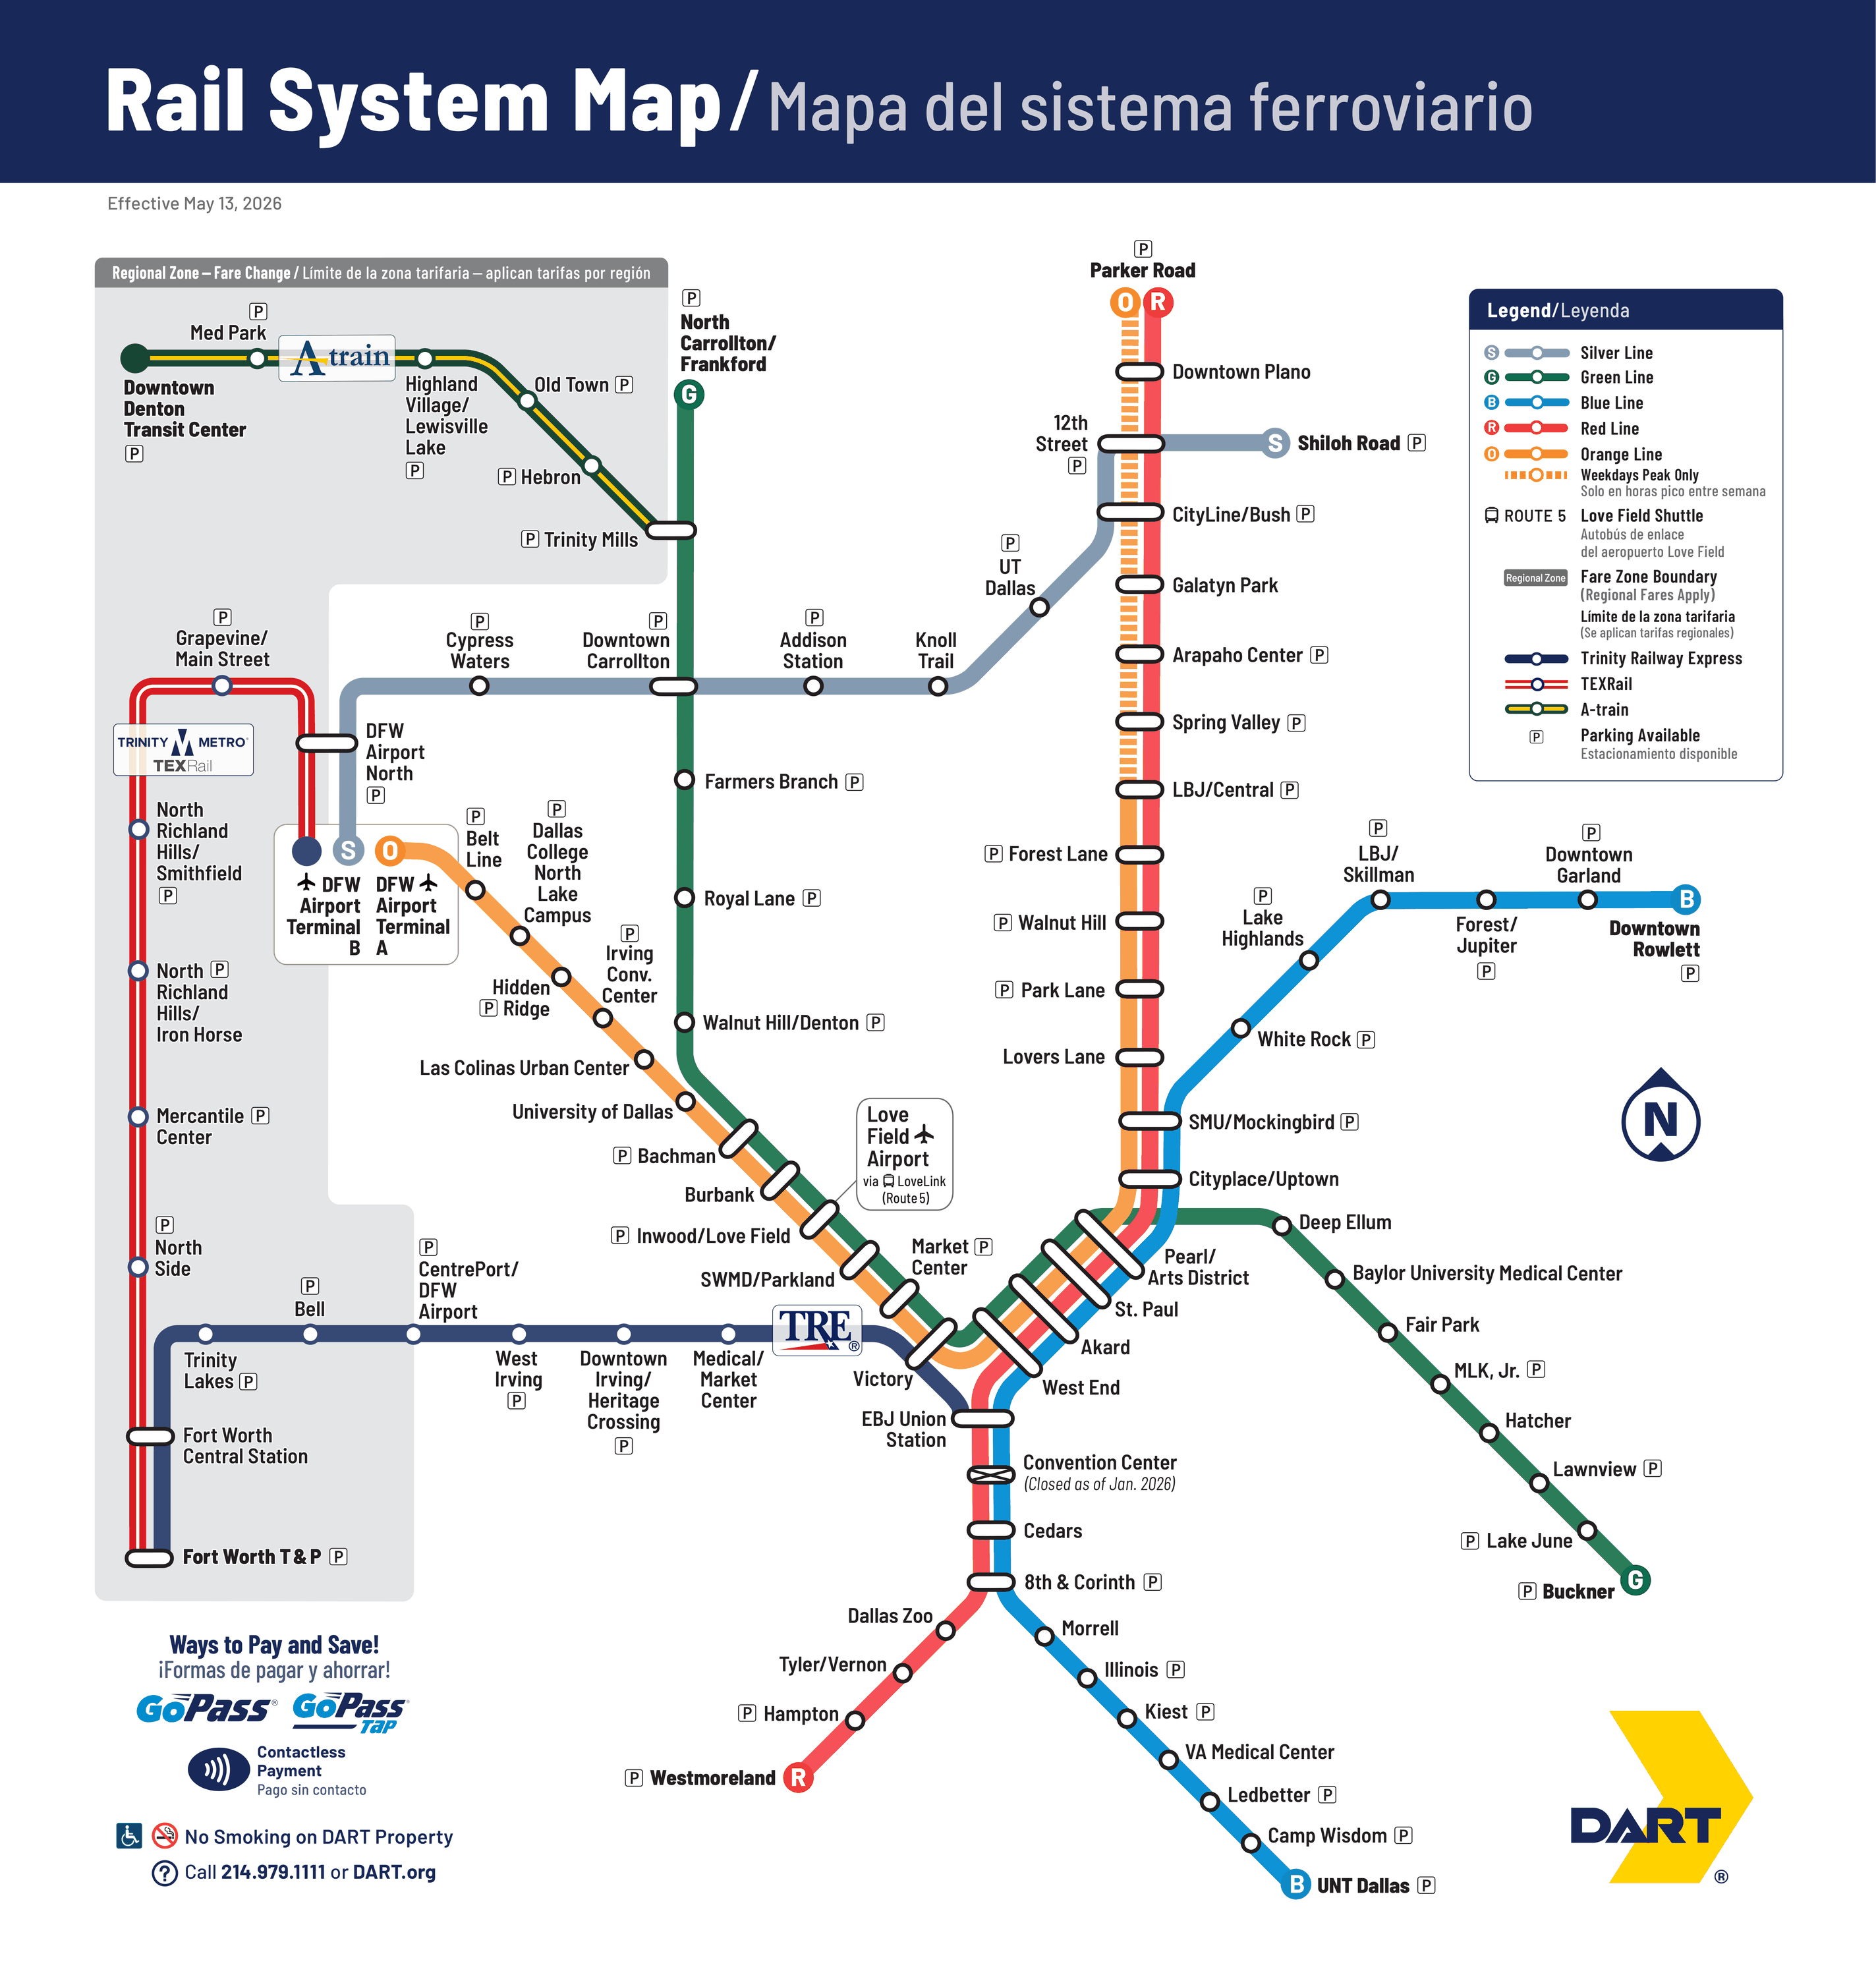 Rail System Map/Mapa del sistema ferroviario
Effective May 13, 2026
Regional Zone – Fare Change / Límite de la zona tarifaria – aplican tarifas por región
P
Med Park
A train
Downtown
Denton
Transit Center
P
Highland
Village/
Lewisville
Lake
P
Old Town P
P Hebron
P Trinity Mills
P
North
Carrollton/
Frankford
G
P
Parker Road
O R
Downtown Plano
12th
Street
P
S Shiloh Road P
CityLine/Bush P
P
UT
Dallas
Galatyn Park
Arapaho Center P
Spring Valley P
LBJ/Central P
P Forest Lane
P Walnut Hill
P Park Lane
Lovers Lane
SMU/Mockingbird P
Cityplace/Uptown
Legend/Leyenda
S Silver Line
G Green Line
B Blue Line
R Red Line
O Orange Line
Weekdays Peak Only
Solo en horas pico entre semana
ROUTE 5 Love Field Shuttle
Autobús de enlace
del aeropuerto Love Field
Regional Zone Fare Zone Boundary
(Regional Fares Apply)
Límite de la zona tarifaria
(Se aplican tarifas regionales)
Trinity Railway Express
TEXRail
A-train
P Parking Available
Estacionamiento disponible
P
Grapevine/
Main Street
P
Cypress
Waters
P
Downtown
Carrollton
P
Addison
Station
Knoll
Trail
TRINITY METRO
TEXRail
DFW
Airport
North
P
S O
DFW
Airport
Terminal
B
DFW
Airport
Terminal
A
North
Richland
Hills/
Smithfield
P
North P
Richland
Hills/
Iron Horse
Mercantile P
Center
P
North
Side
P
Belt
Line
P
Dallas
College
North
Lake
Campus
Hidden
P Ridge
P
Irving
Conv.
Center
Las Colinas Urban Center
University of Dallas
Farmers Branch P
Royal Lane P
Walnut Hill/Denton P
P Bachman
Burbank
P Inwood/Love Field
SWMD/Parkland
Market P
Center
Love
Field
Airport
via LoveLink
(Route 5)
Victory
P
LBJ/
Skillman
P
Downtown
Garland
B
P
Lake
Highlands
Forest/
Jupiter
P
Downtown
Rowlett
P
White Rock P
N
Pearl/
Arts District
St. Paul
Akard
West End
Deep Ellum
Baylor University Medical Center
Fair Park
MLK, Jr. P
Hatcher
Lawnview P
P Lake June
P Buckner G
Trinity
Lakes P
P
Bell
P
CentrePort/
DFW
Airport
West
Irving
P
Downtown
Irving/
Heritage
Crossing
P
Medical/
Market
Center
TRE®
Fort Worth
Central Station
Fort Worth T & P P
EBJ Union
Station
Convention Center
(Closed as of Jan. 2026)
Cedars
8th & Corinth P
Dallas Zoo
Tyler/Vernon
P Hampton
P Westmoreland R
Morrell
Illinois P
Kiest P
VA Medical Center
Ledbetter P
Camp Wisdom P
B UNT Dallas P
Ways to Pay and Save!
¡Formas de pagar y ahorrar!
GoPass® GoPass® TAP
Contactless
Payment
Pago sin contacto
No Smoking on DART Property
? Call 214.979.1111 or DART.org
DART®